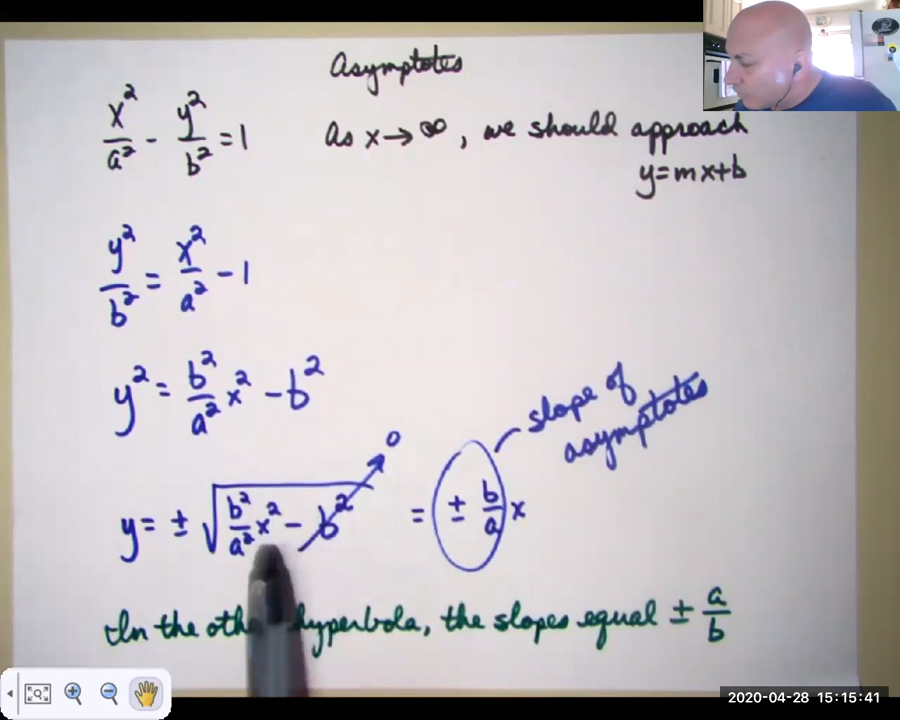 Asymptotes
x²/a² - y²/b² = 1
As x → ∞, we should approach
y = mx + b
y²/b² = x²/a² - 1
y² = b²/a² x² - b²
slope of
asymptotes
0
y = ± √(b²/a² x² - b²) = ± b/a x
In the hyperbola, the slopes equal ± a/b
2020-04-28 15:15:41